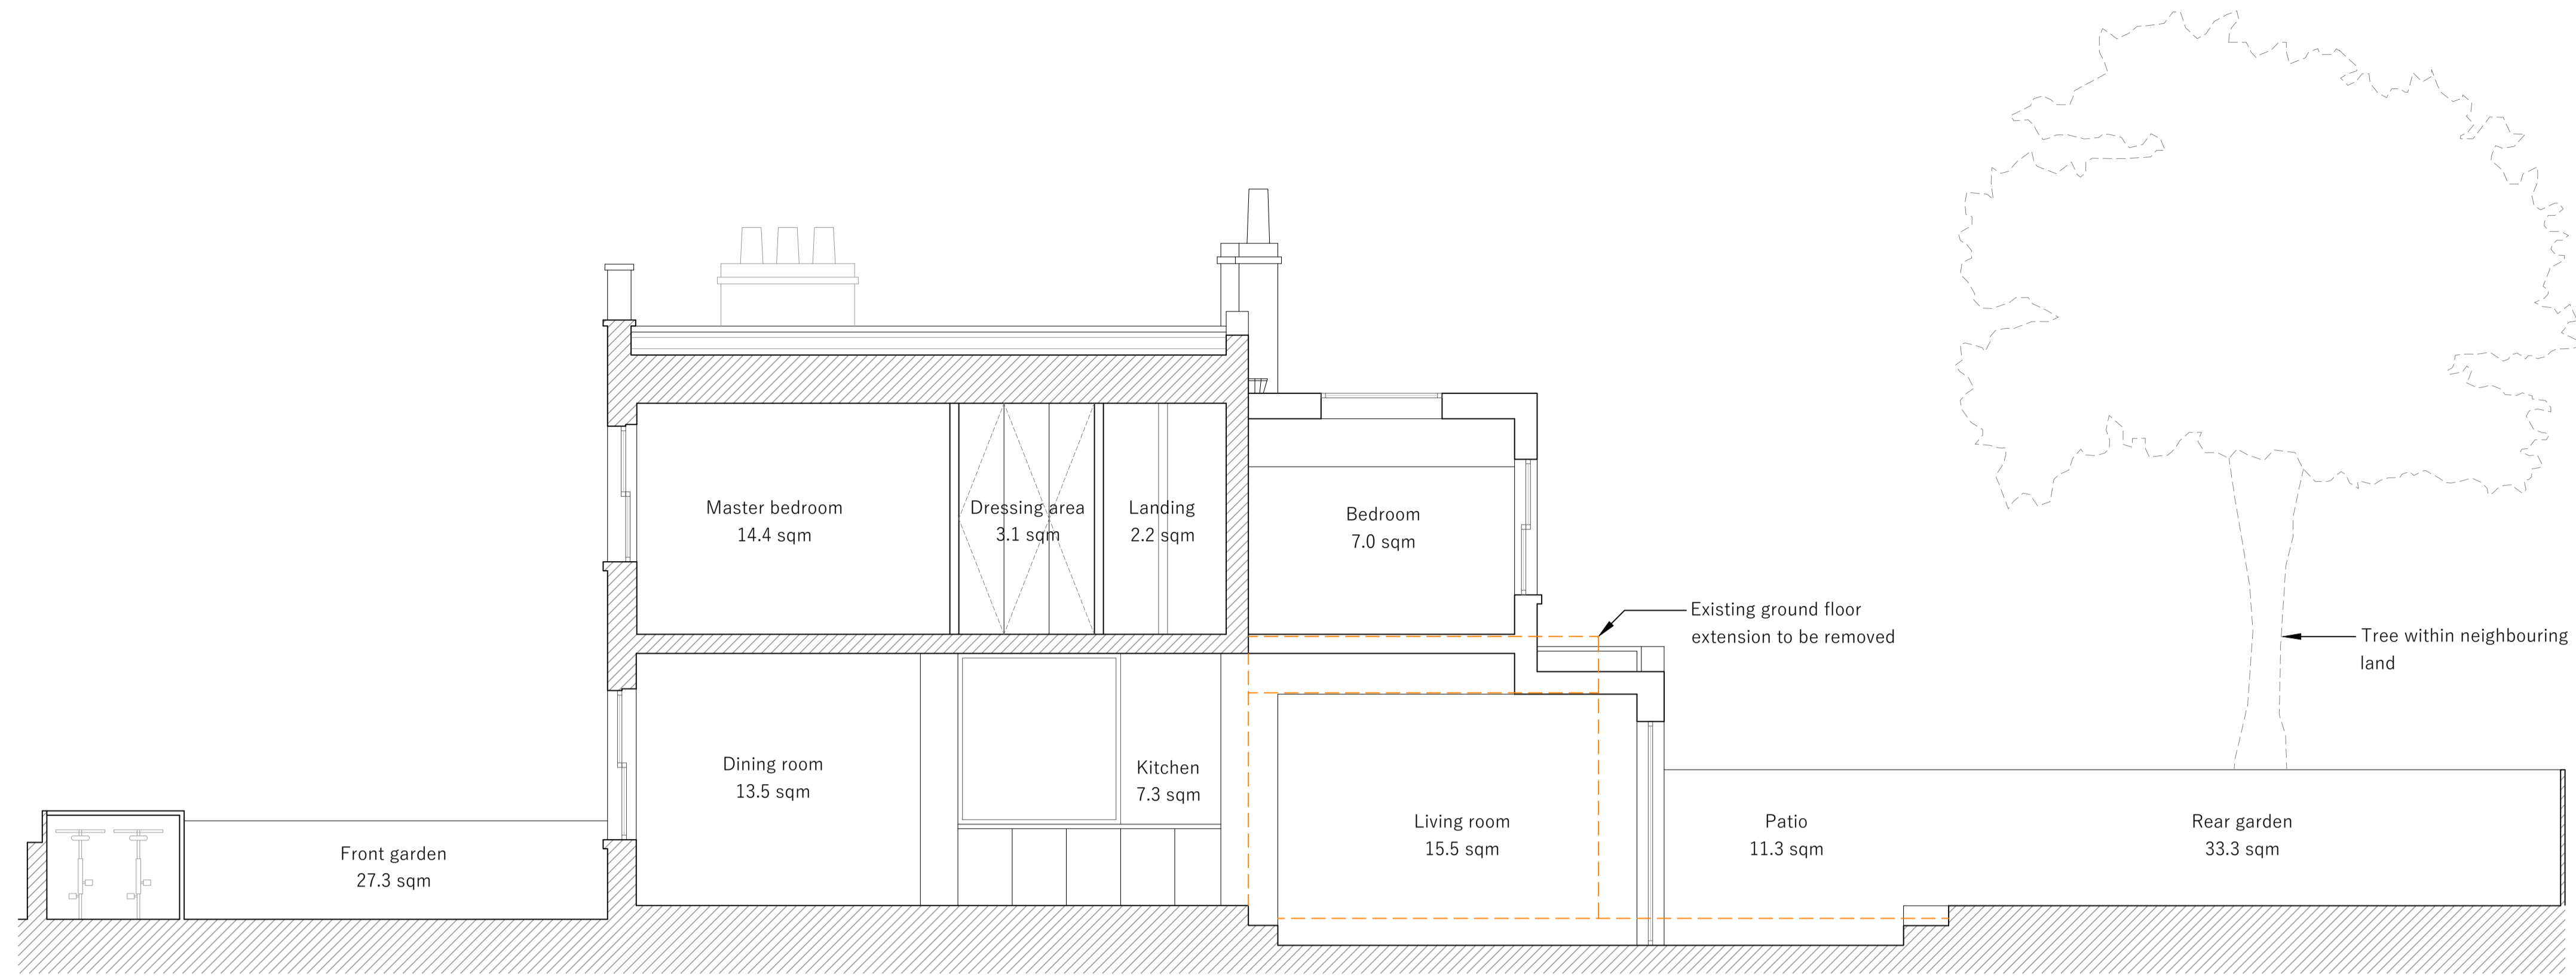 Master bedroom
14.4 sqm
Dressing area
3.1 sqm
Landing
2.2 sqm
Bedroom
7.0 sqm
Existing ground floor
extension to be removed
Tree within neighbouring
land
Dining room
13.5 sqm
Kitchen
7.3 sqm
Living room
15.5 sqm
Patio
11.3 sqm
Rear garden
33.3 sqm
Front garden
27.3 sqm